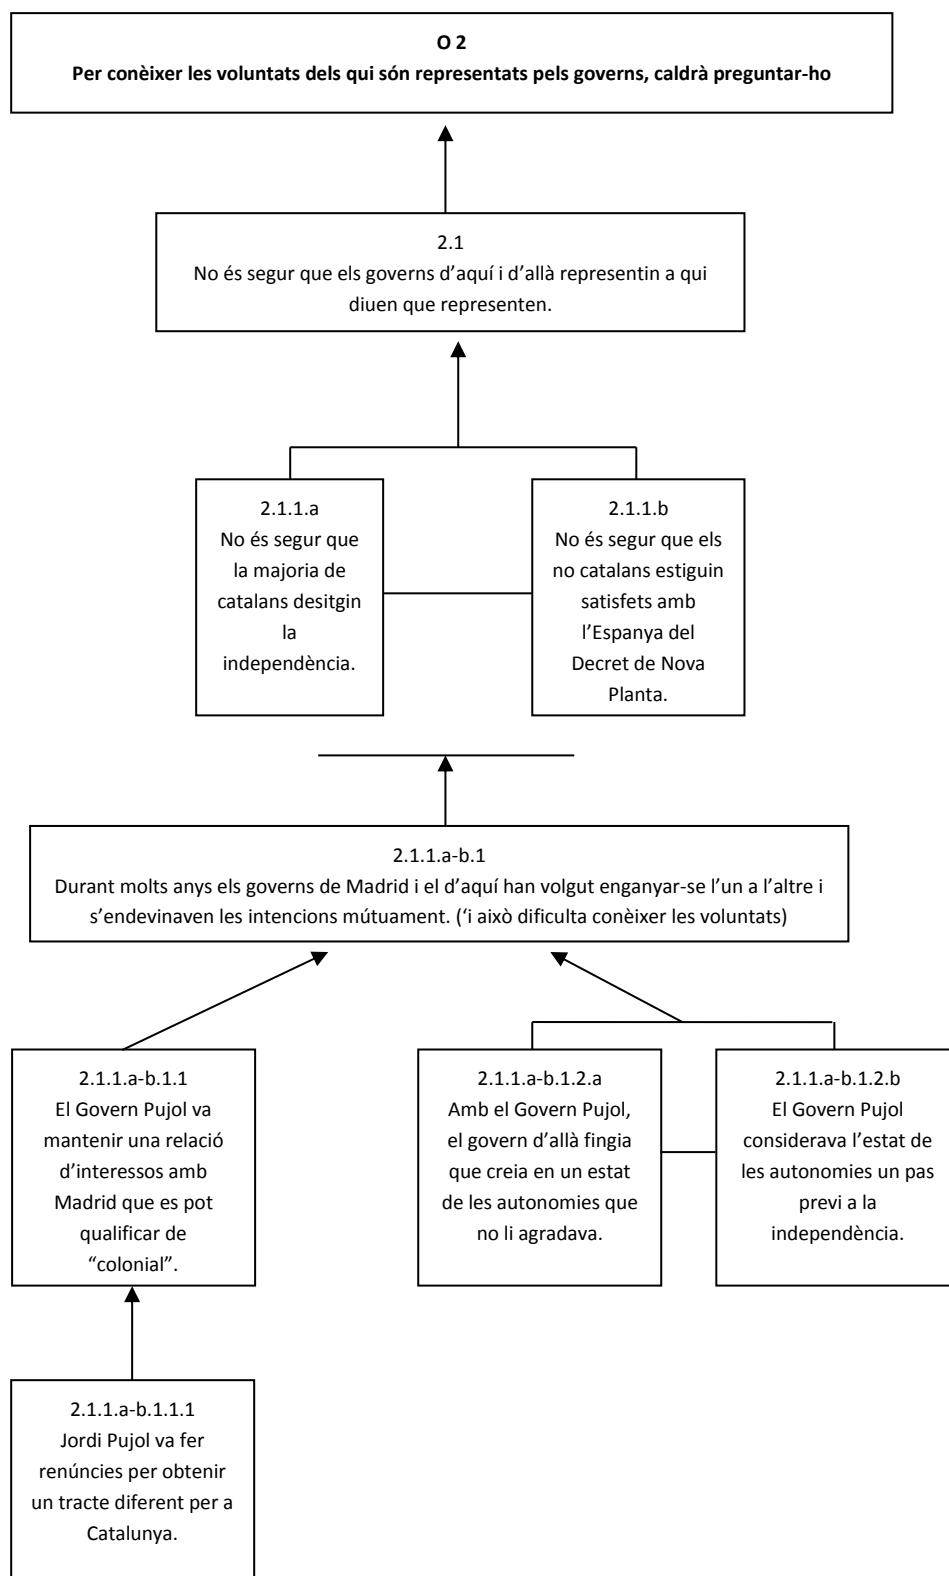 O 2
Per conèixer les voluntats dels qui són representats pels governs, caldrà preguntar-ho
2.1
No és segur que els governs d’aquí i d’allà representin a qui
diuen que representen.
2.1.1.a
No és segur que
la majoria de
catalans desitgin
la
independència.
2.1.1.b
No és segur que els
no catalans estiguin
satisfets amb
l’Espanya del
Decret de Nova
Planta.
2.1.1.a-b.1
Durant molts anys els governs de Madrid i el d’aquí han volgut enganyar-se l’un a l’altre i
s’endevinaven les intencions mútuament. (‘i això dificulta conèixer les voluntats)
2.1.1.a-b.1.1
El Govern Pujol va
mantenir una relació
d’interessos amb
Madrid que es pot
qualificar de
“colonial”.
2.1.1.a-b.1.2.a
Amb el Govern Pujol,
el govern d’allà fingia
que creia en un estat
de les autonomies que
no li agradava.
2.1.1.a-b.1.2.b
El Govern Pujol
considerava l’estat de
les autonomies un pas
previ a la
independència.
2.1.1.a-b.1.1.1
Jordi Pujol va fer
renúncies per obtenir
un tracte diferent per a
Catalunya.